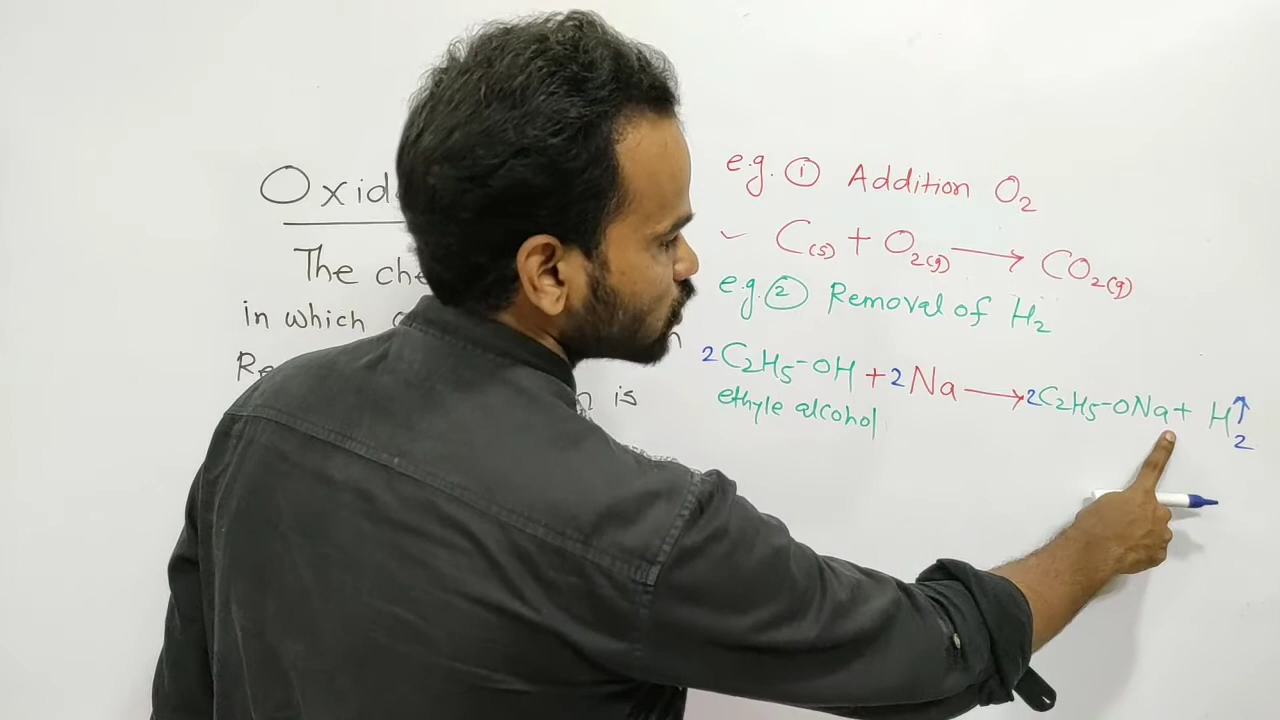 Oxid
The che
in which
Re
is
e.g. ① Addition O₂
C(s) + O₂(g) → CO₂(g)
e.g. ② Removal of H₂
2C₂H₅-OH + 2Na → 2C₂H₅-ONa + H₂↑
ethyle alcohol